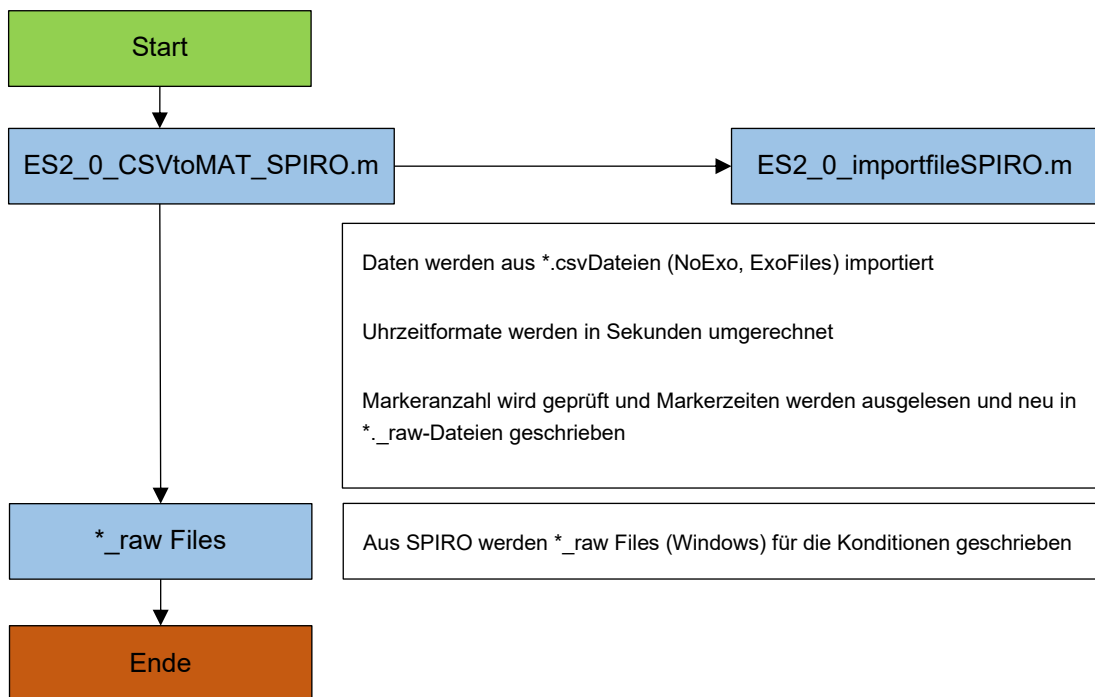 Start
ES2_0_CSVtoMAT_SPIRO.m
ES2_0_importfileSPIRO.m
Daten werden aus *.csvDateien (NoExo, ExoFiles) importiert
Uhrzeitformate werden in Sekunden umgerechnet
Markeranzahl wird geprüft und Markerzeiten werden ausgelesen und neu in
*._raw-Dateien geschrieben
*_raw Files
Aus SPIRO werden *_raw Files (Windows) für die Konditionen geschrieben
Ende